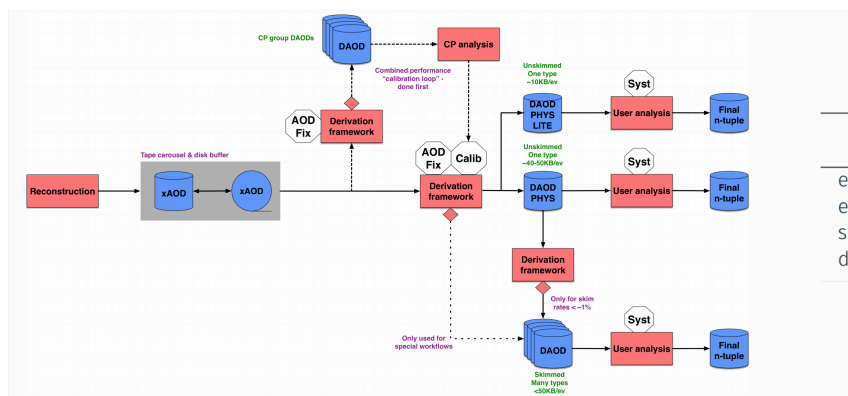 CP group DAODs
DAOD
CP analysis
Combined performance
"calibration loop" -
done first
AOD
Fix
Derivation
framework
Tape carousel & disk buffer
Reconstruction
xAOD
xAOD
AOD
Fix
Calib
Derivation
framework
Unskimmed
One type
~10KB/ev
DAOD
PHYS
LITE
Syst
User analysis
Final
n-tuple
Unskimmed
One type
~40-50KB/ev
DAOD
PHYS
Syst
User analysis
Final
n-tuple
Derivation
framework
Only for skim
rates < ~1%
Only used for
special workflows
DAOD
Skimmed
Many types
<50KB/ev
Syst
User analysis
Final
n-tuple
e
e
s
d